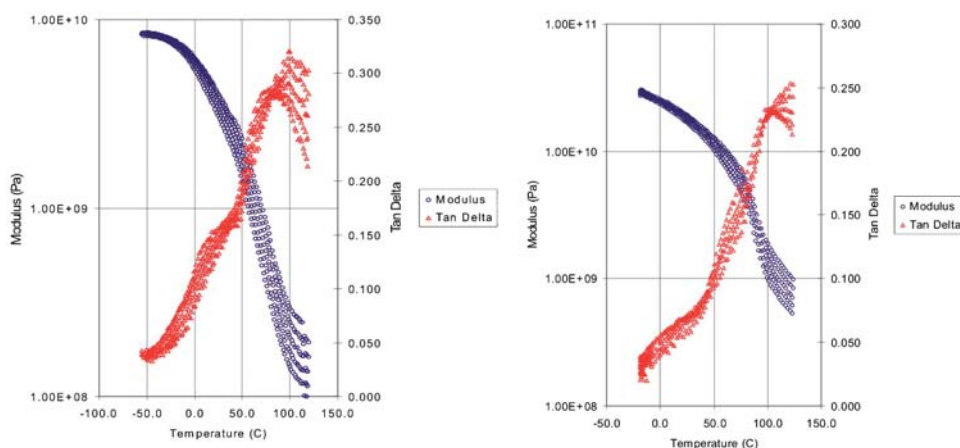 1.00E+10
1.00E+09
1.00E+08
Modulus (Pa)
-100.0 -50.0 0.0 50.0 100.0 150.0
Temperature (C)
0.350
0.300
0.250
0.200
0.150
0.100
0.050
0.000
Tan Delta
Modulus
Tan Delta
1.00E+11
1.00E+10
1.00E+09
1.00E+08
Modulus (Pa)
-50.0 0.0 50.0 100.0 150.0
Temperature (C)
0.300
0.250
0.200
0.150
0.100
0.050
0.000
Tan Delta
Modulus
Tan Delta